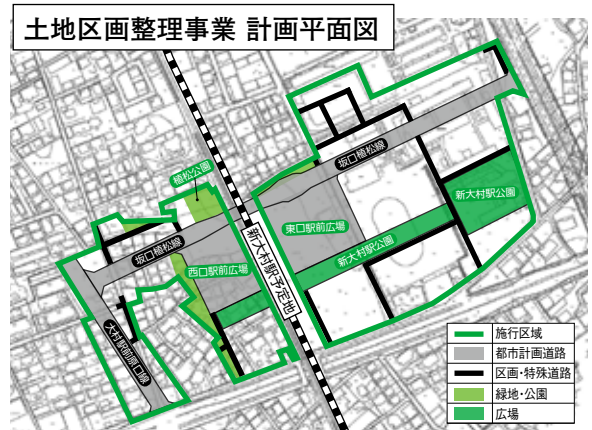 土地区画整理事業 計画平面図
植松公園
坂口植松線
新大村駅公園
東口駅前広場
坂口植松線
西口駅前広場
新大村駅予定地
新大村駅公園
大村駅前原口線
施行区域
都市計画道路
区画・特殊道路
緑地・公園
広場